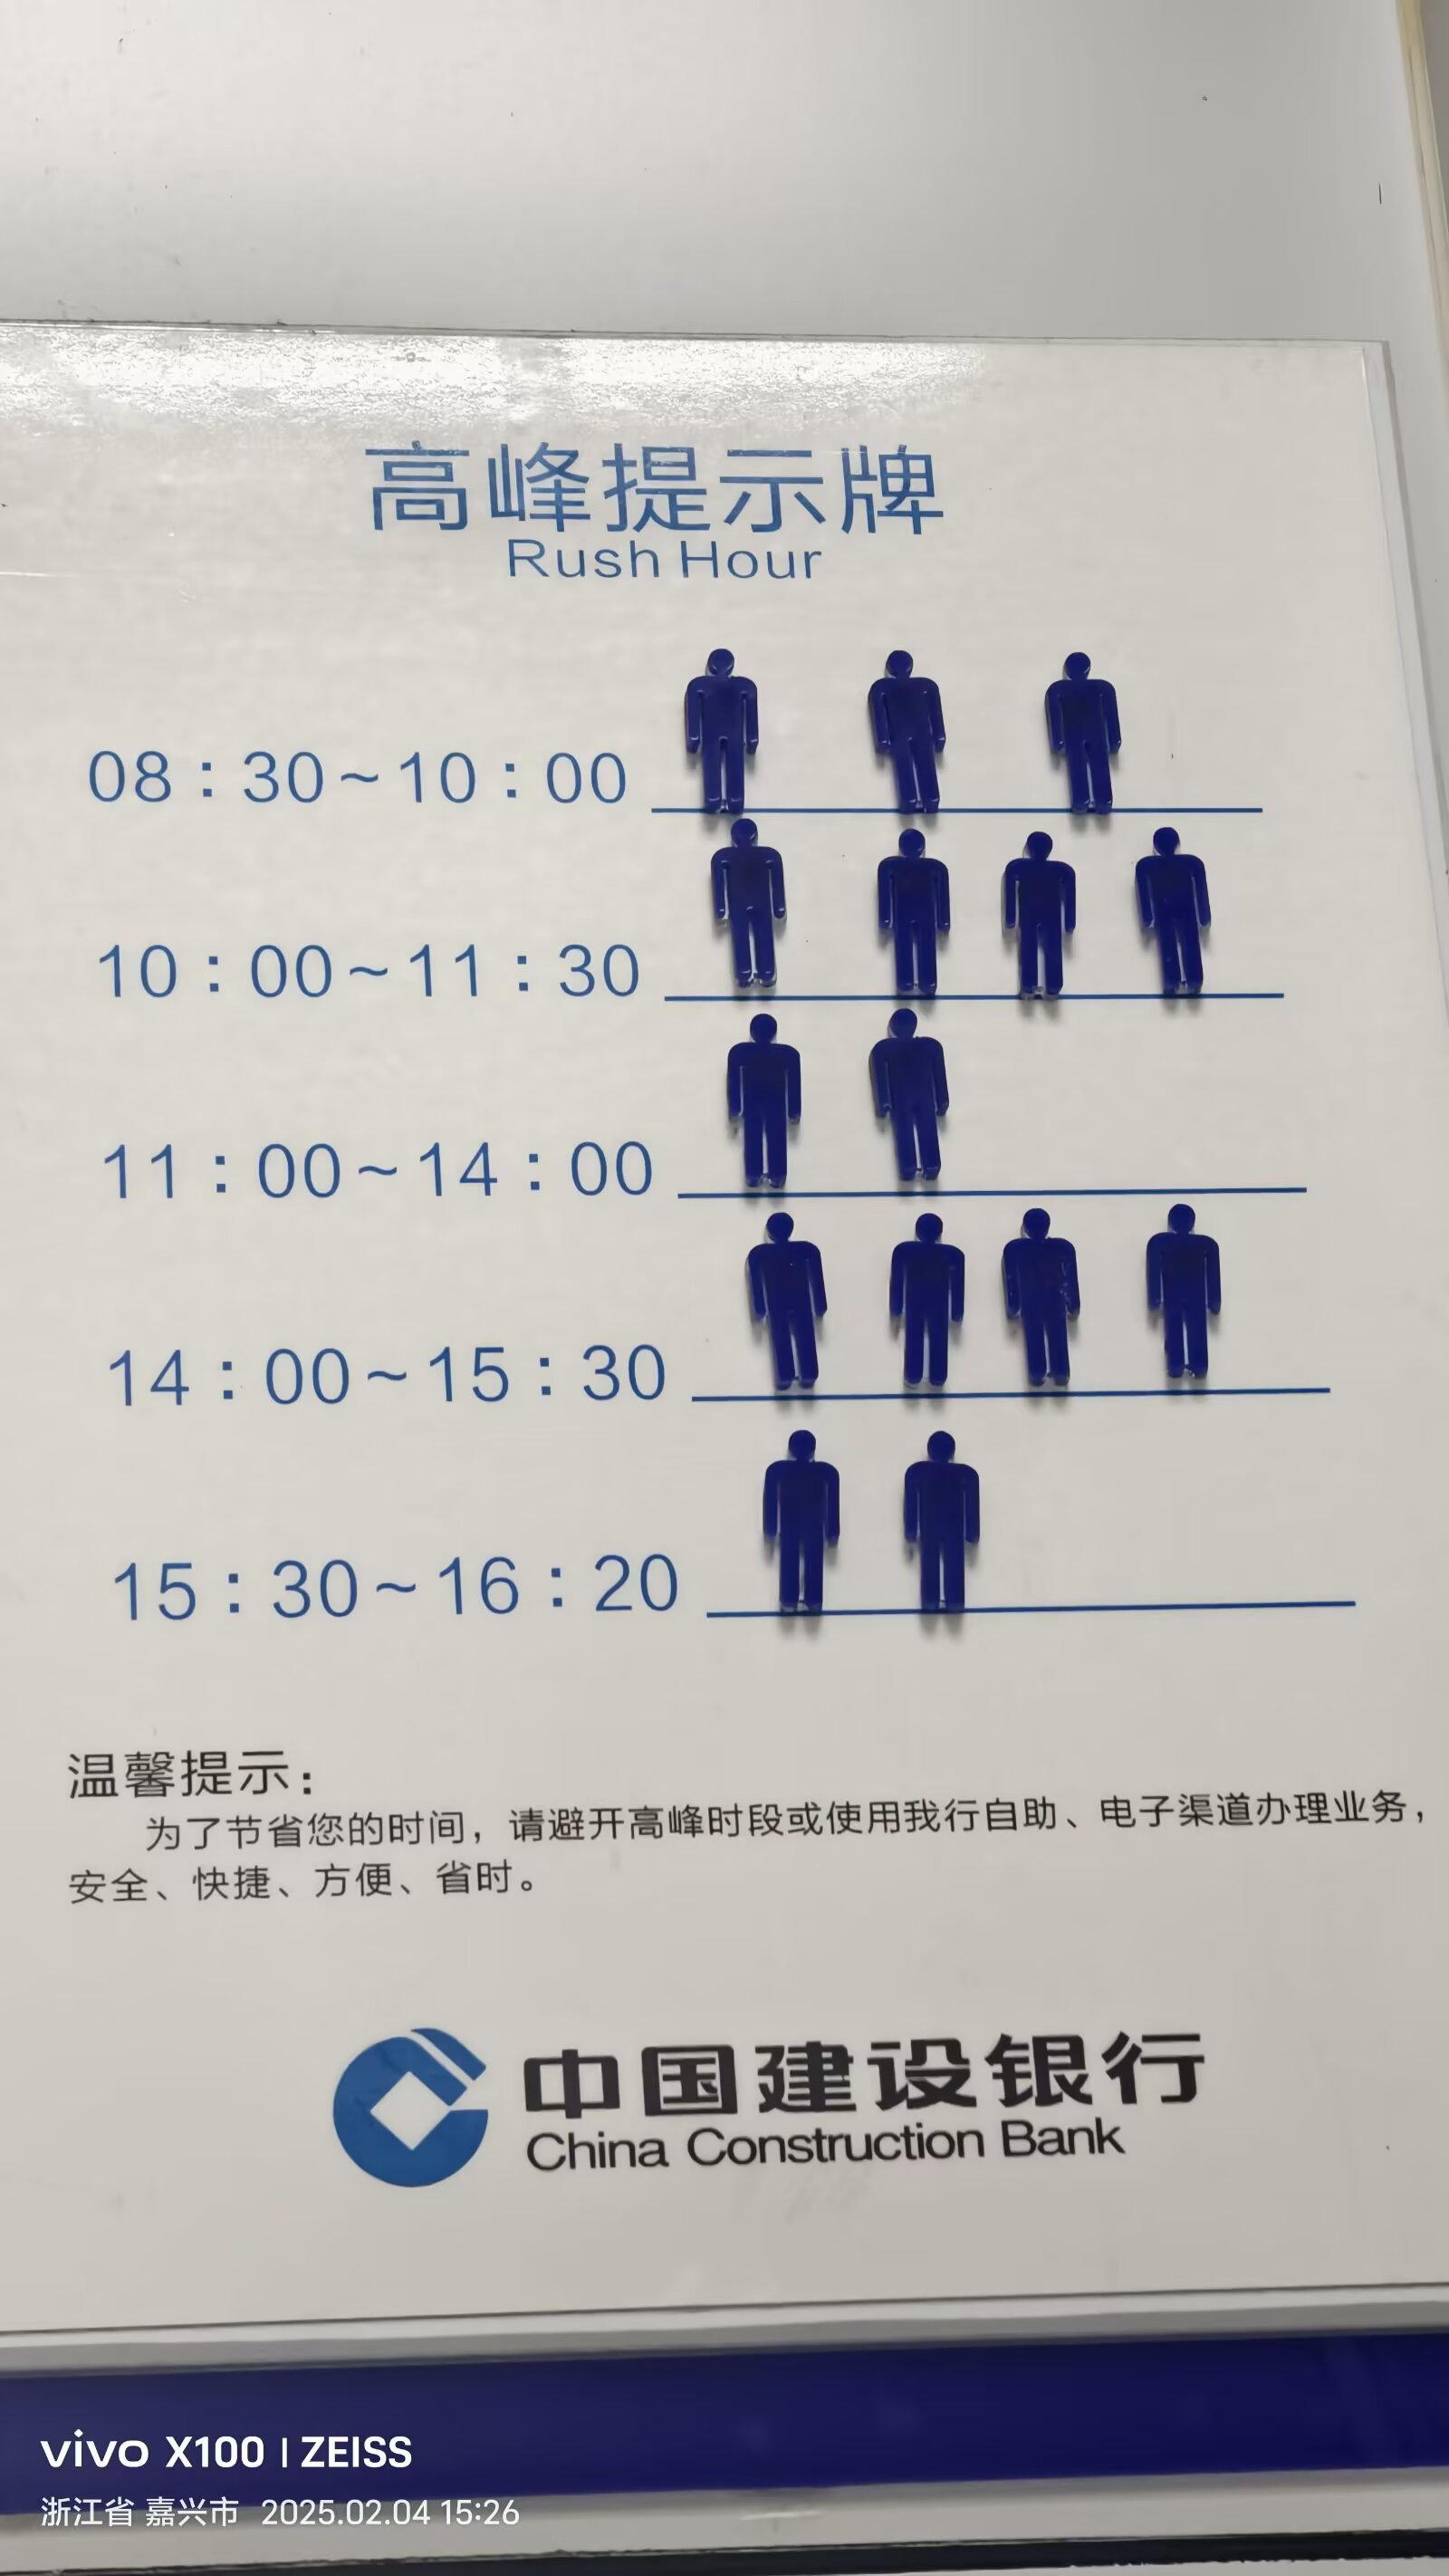 高峰提示牌
Rush Hour
08：30~10：00
10：00~11：30
11：00~14：00
14：00~15：30
15：30~16：20
温馨提示：
为了节省您的时间，请避开高峰时段或使用我行自助、电子渠道办理业务，
安全、快捷、方便、省时。
中国建设银行
China Construction Bank
vivo X100 | ZEISS
浙江省 嘉兴市 2025.02.04 15:26